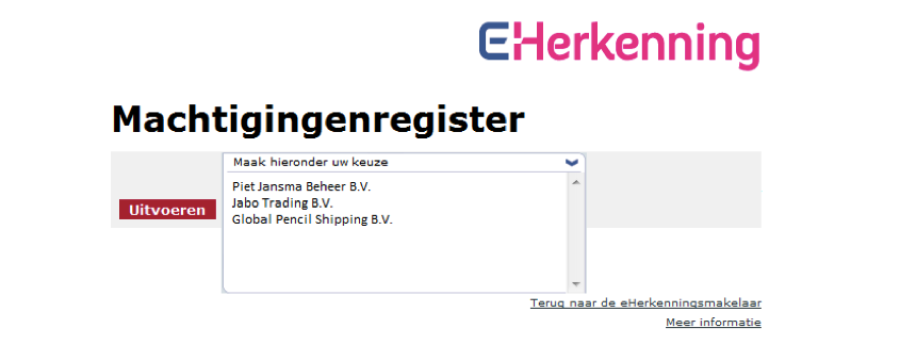 EHerkenning
Machtigingenregister
Maak hieronder uw keuze
Piet Jansma Beheer B.V.
Jabo Trading B.V.
Global Pencil Shipping B.V.
Uitvoeren
Terug naar de eHerkenningsmakelaar
Meer informatie